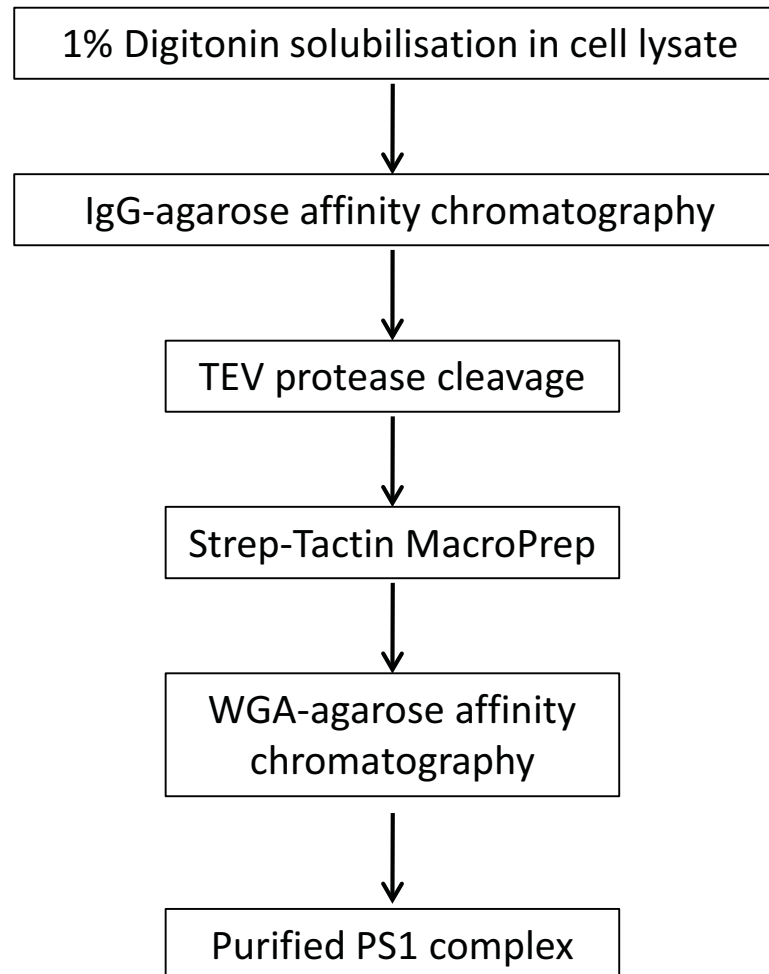 1% Digitonin solubilisation in cell lysate
IgG-agarose affinity chromatography
TEV protease cleavage
Strep-Tactin MacroPrep
WGA-agarose affinity
chromatography
Purified PS1 complex